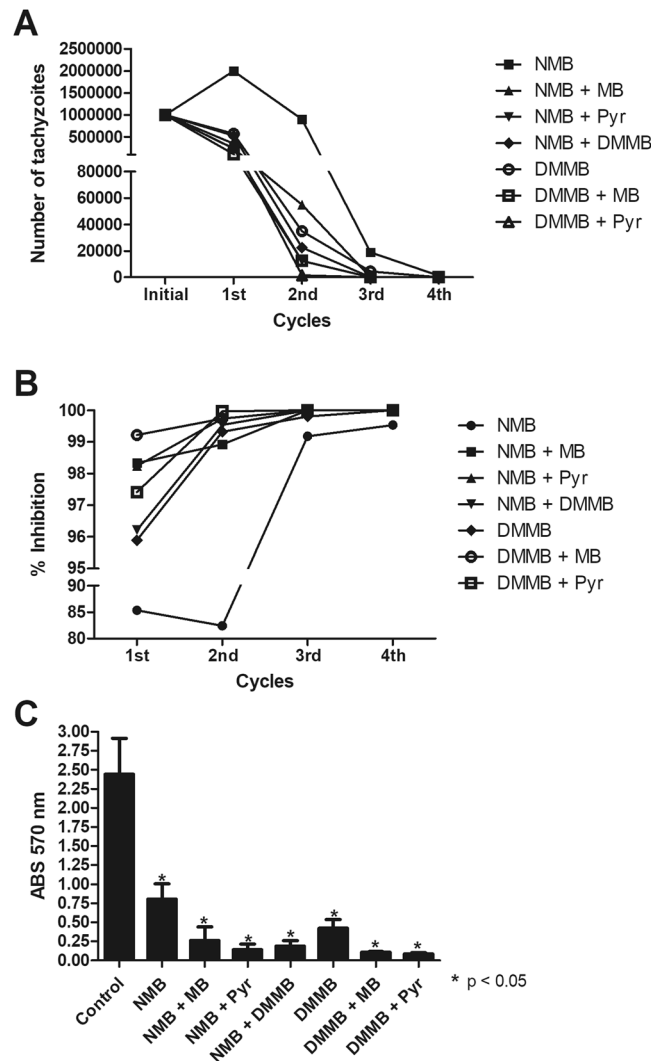 A
Number of tachyzoites
2500000
2000000
1500000
1000000
500000
80000
60000
40000
20000
0
Initial 1st 2nd 3rd 4th
Cycles
NMB
NMB + MB
NMB + Pyr
NMB + DMMB
DMMB
DMMB + MB
DMMB + Pyr
B
% Inhibition
100
99
98
97
96
95
90
85
80
1st 2nd 3rd 4th
Cycles
NMB
NMB + MB
NMB + Pyr
NMB + DMMB
DMMB
DMMB + MB
DMMB + Pyr
C
ABS 570 nm
3.00
2.75
2.50
2.25
2.00
1.75
1.50
1.25
1.00
0.75
0.50
0.25
0.00
* * * * * * *
Control
NMB
NMB + MB
NMB + Pyr
NMB + DMMB
DMMB
DMMB + MB
DMMB + Pyr
* p < 0.05